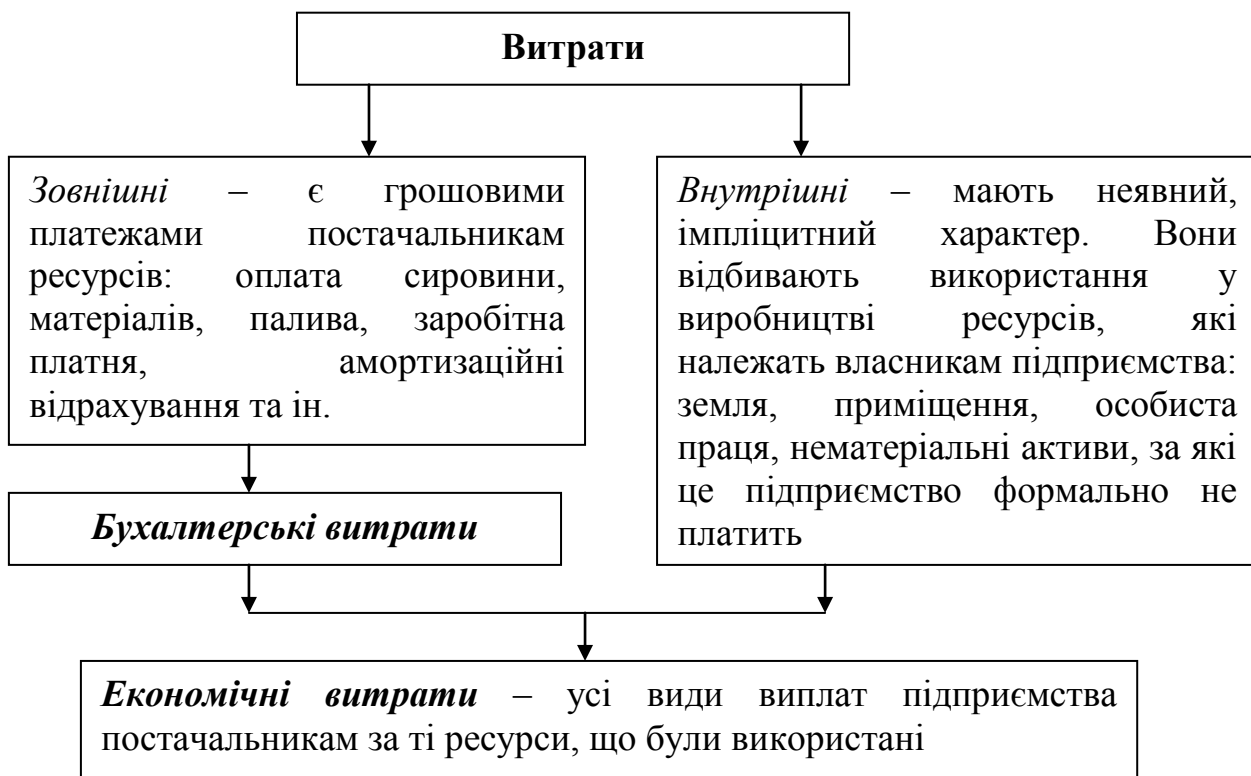 Витрати
Зовнішні – є грошовими
платежами постачальникам
ресурсів: оплата сировини,
матеріалів, палива, заробітна
платня, амортизаційні
відрахування та ін.
Внутрішні – мають неявний,
імпліцитний характер. Вони
відбивають використання у
виробництві ресурсів, які
належать власникам підприємства:
земля, приміщення, особиста
праця, нематеріальні активи, за які
це підприємство формально не
платить
Бухалтерські витрати
Економічні витрати – усі види виплат підприємства
постачальникам за ті ресурси, що були використані